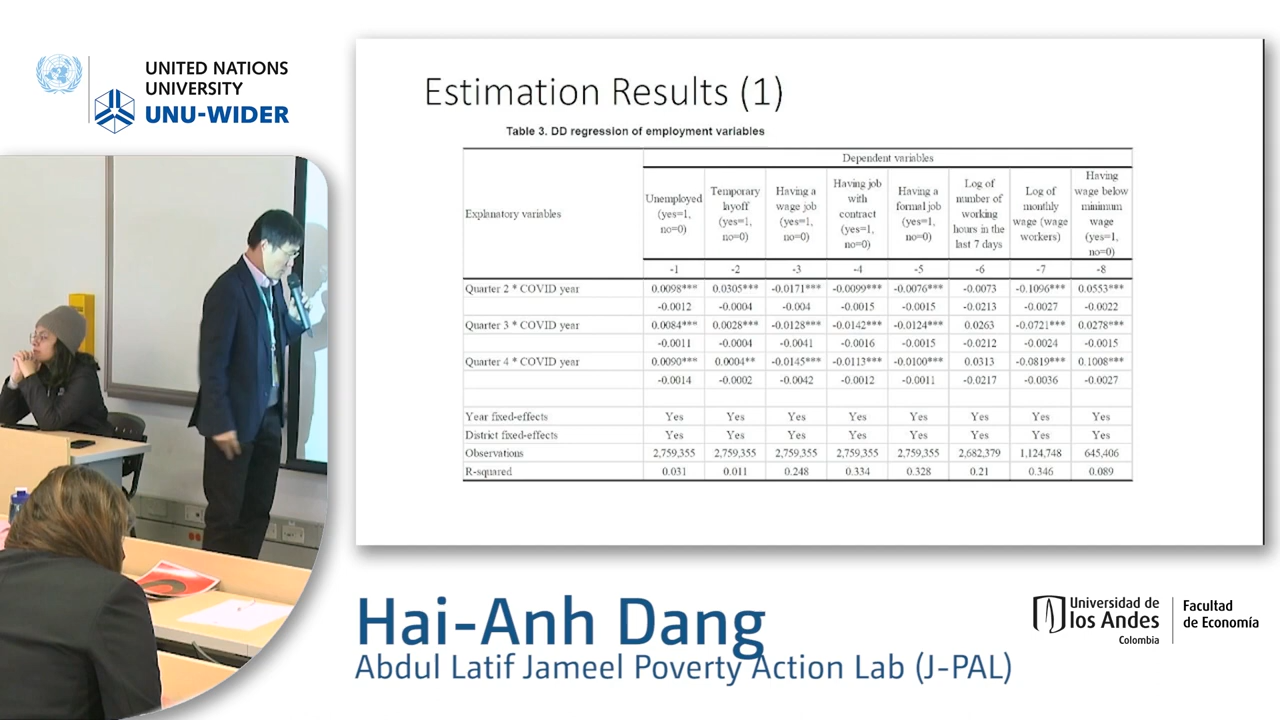 UNITED NATIONS
UNIVERSITY
UNU-WIDER
Estimation Results (1)
Table 3. DD regression of employment variables
Explanatory variables
Dependent variables
Unemployed (yes=1, no=0)
Temporary layoff (yes=1, no=0)
Having a wage job (yes=1, no=0)
Having job with contract (yes=1, no=0)
Having a formal job (yes=1, no=0)
Log of number of working hours in the last 7 days
Log of monthly wage (wage workers)
Having wage below minimum wage (yes=1, no=0)
-1 -2 -3 -4 -5 -6 -7 -8
Quarter 2 * COVID year 0.0098*** 0.0305*** -0.0171*** -0.0099*** -0.0076*** -0.0073 -0.1096*** 0.0553***
-0.0012 -0.0004 -0.004 -0.0015 -0.0015 -0.0213 -0.0027 -0.0022
Quarter 3 * COVID year 0.0084*** 0.0028*** -0.0128*** -0.0142*** -0.0124*** 0.0263 -0.0721*** 0.0278***
-0.0011 -0.0004 -0.0041 -0.0016 -0.0015 -0.0212 -0.0024 -0.0015
Quarter 4 * COVID year 0.0090*** 0.0004** -0.0145*** -0.0113*** -0.0100*** 0.0313 -0.0819*** 0.1008***
-0.0014 -0.0002 -0.0042 -0.0012 -0.0011 -0.0217 -0.0036 -0.0027
Year fixed-effects Yes Yes Yes Yes Yes Yes Yes Yes
District fixed-effects Yes Yes Yes Yes Yes Yes Yes Yes
Observations 2,759,355 2,759,355 2,759,355 2,759,355 2,759,355 2,682,379 1,124,748 645,406
R-squared 0.031 0.011 0.248 0.334 0.328 0.21 0.346 0.089
Hai-Anh Dang
Abdul Latif Jameel Poverty Action Lab (J-PAL)
Universidad de
los Andes
Colombia
Facultad
de Economía